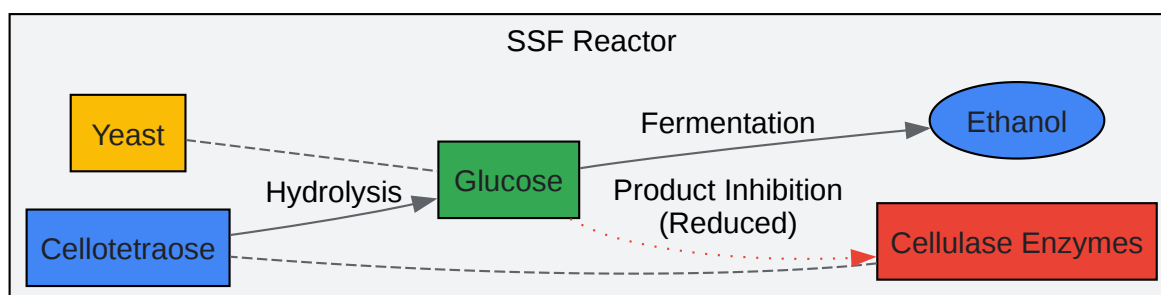 SSF Reactor
Yeast
Fermentation
Ethanol
Hydrolysis
Glucose
Product Inhibition
(Reduced)
Cellotetraose
Cellulase Enzymes